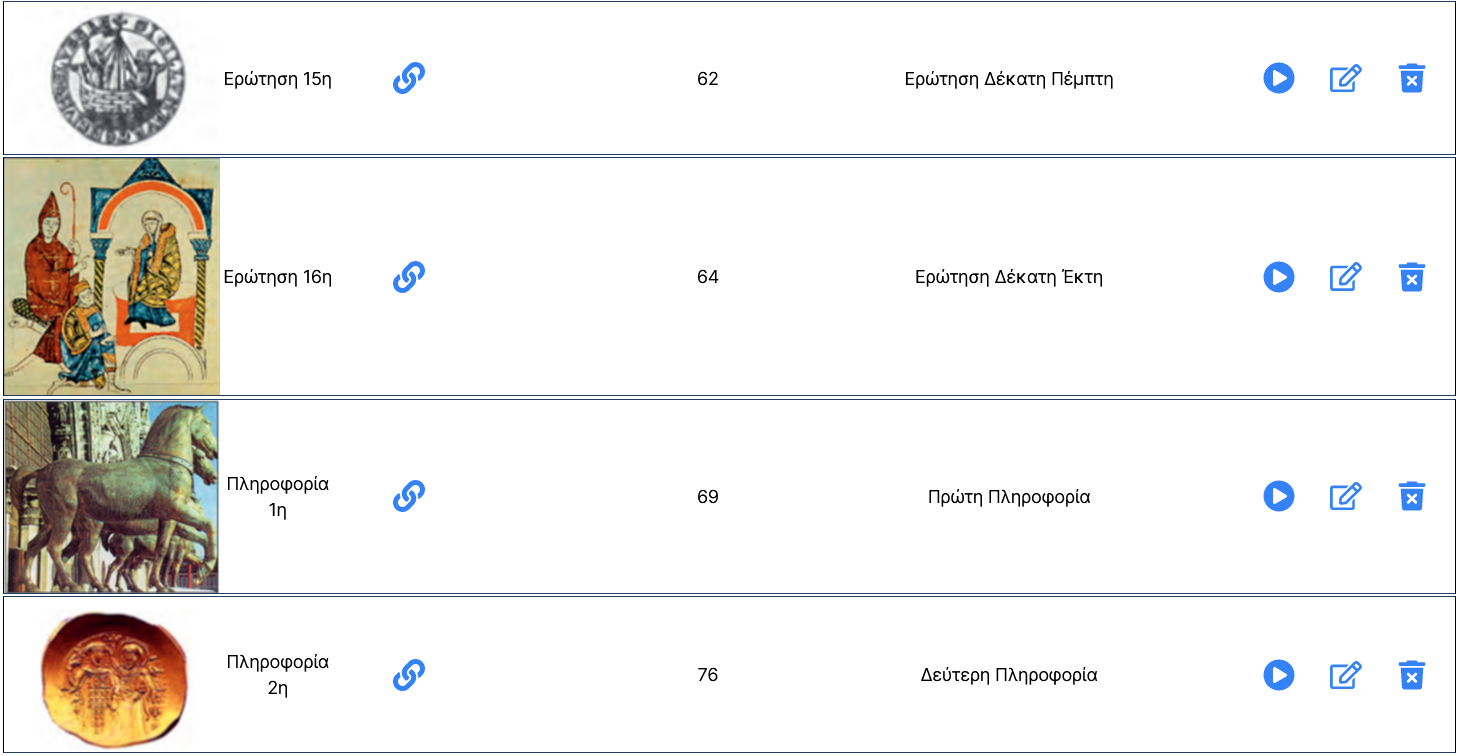 Ερώτηση 15η
62
Ερώτηση Δέκατη Πέμπτη
Ερώτηση 16η
64
Ερώτηση Δέκατη Έκτη
Πληροφορία
1η
69
Πρώτη Πληροφορία
Πληροφορία
2η
76
Δεύτερη Πληροφορία